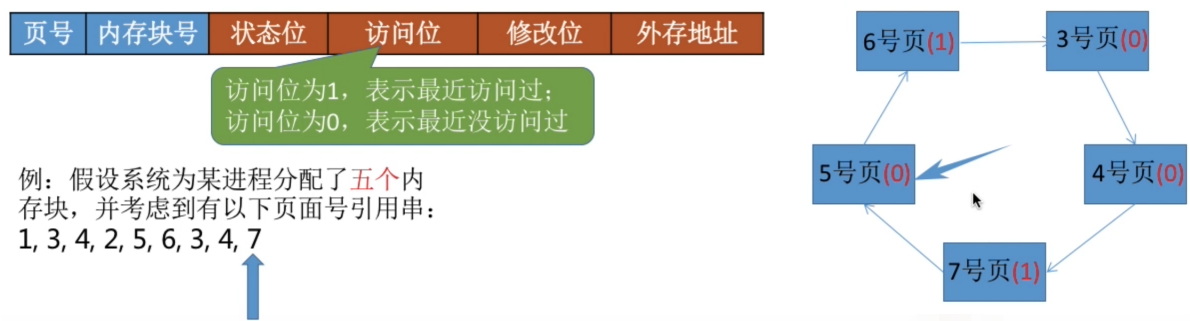 页号 内存块号 状态位 访问位 修改位 外存地址
访问位为1，表示最近访问过；
访问位为0，表示最近没访问过
例：假设系统为某进程分配了五个内
存块，并考虑到有以下页面号引用串：
1, 3, 4, 2, 5, 6, 3, 4, 7
6号页(1)
3号页(0)
5号页(0)
4号页(0)
7号页(1)